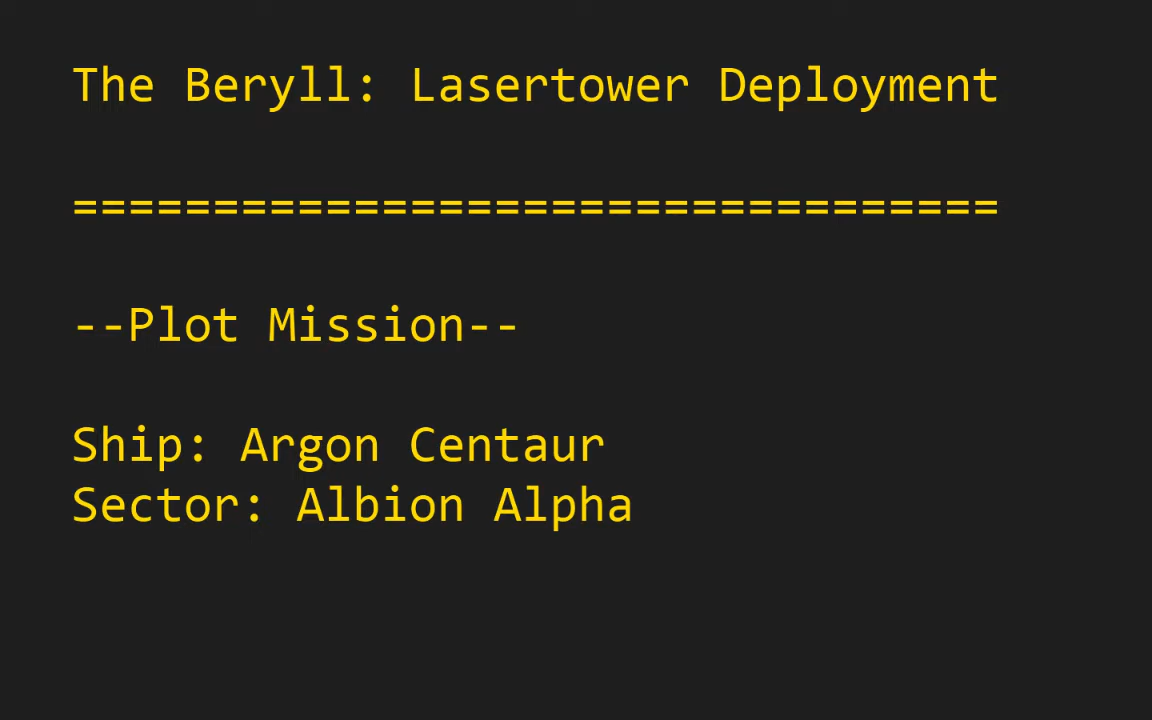 The Beryll: Lasertower Deployment
=================================
--Plot Mission--
Ship: Argon Centaur
Sector: Albion Alpha